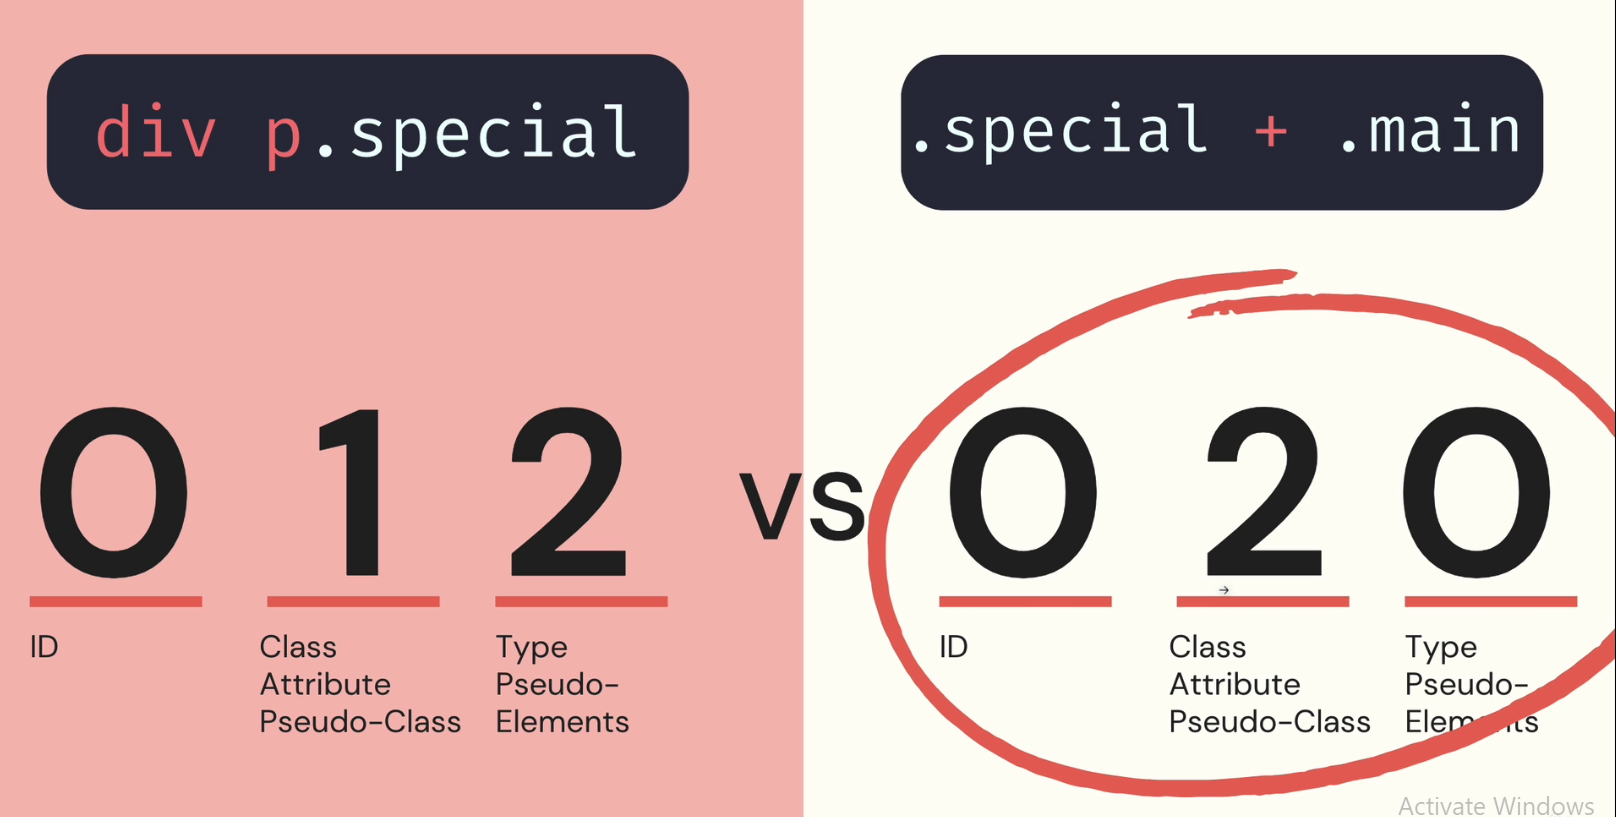 div p.special
.special + .main
0 1 2
vs
0 2 0
ID
Class
Attribute
Pseudo-Class
Type
Pseudo-
Elements
ID
Class
Attribute
Pseudo-Class
Type
Pseudo-
Elements
Activate Windows